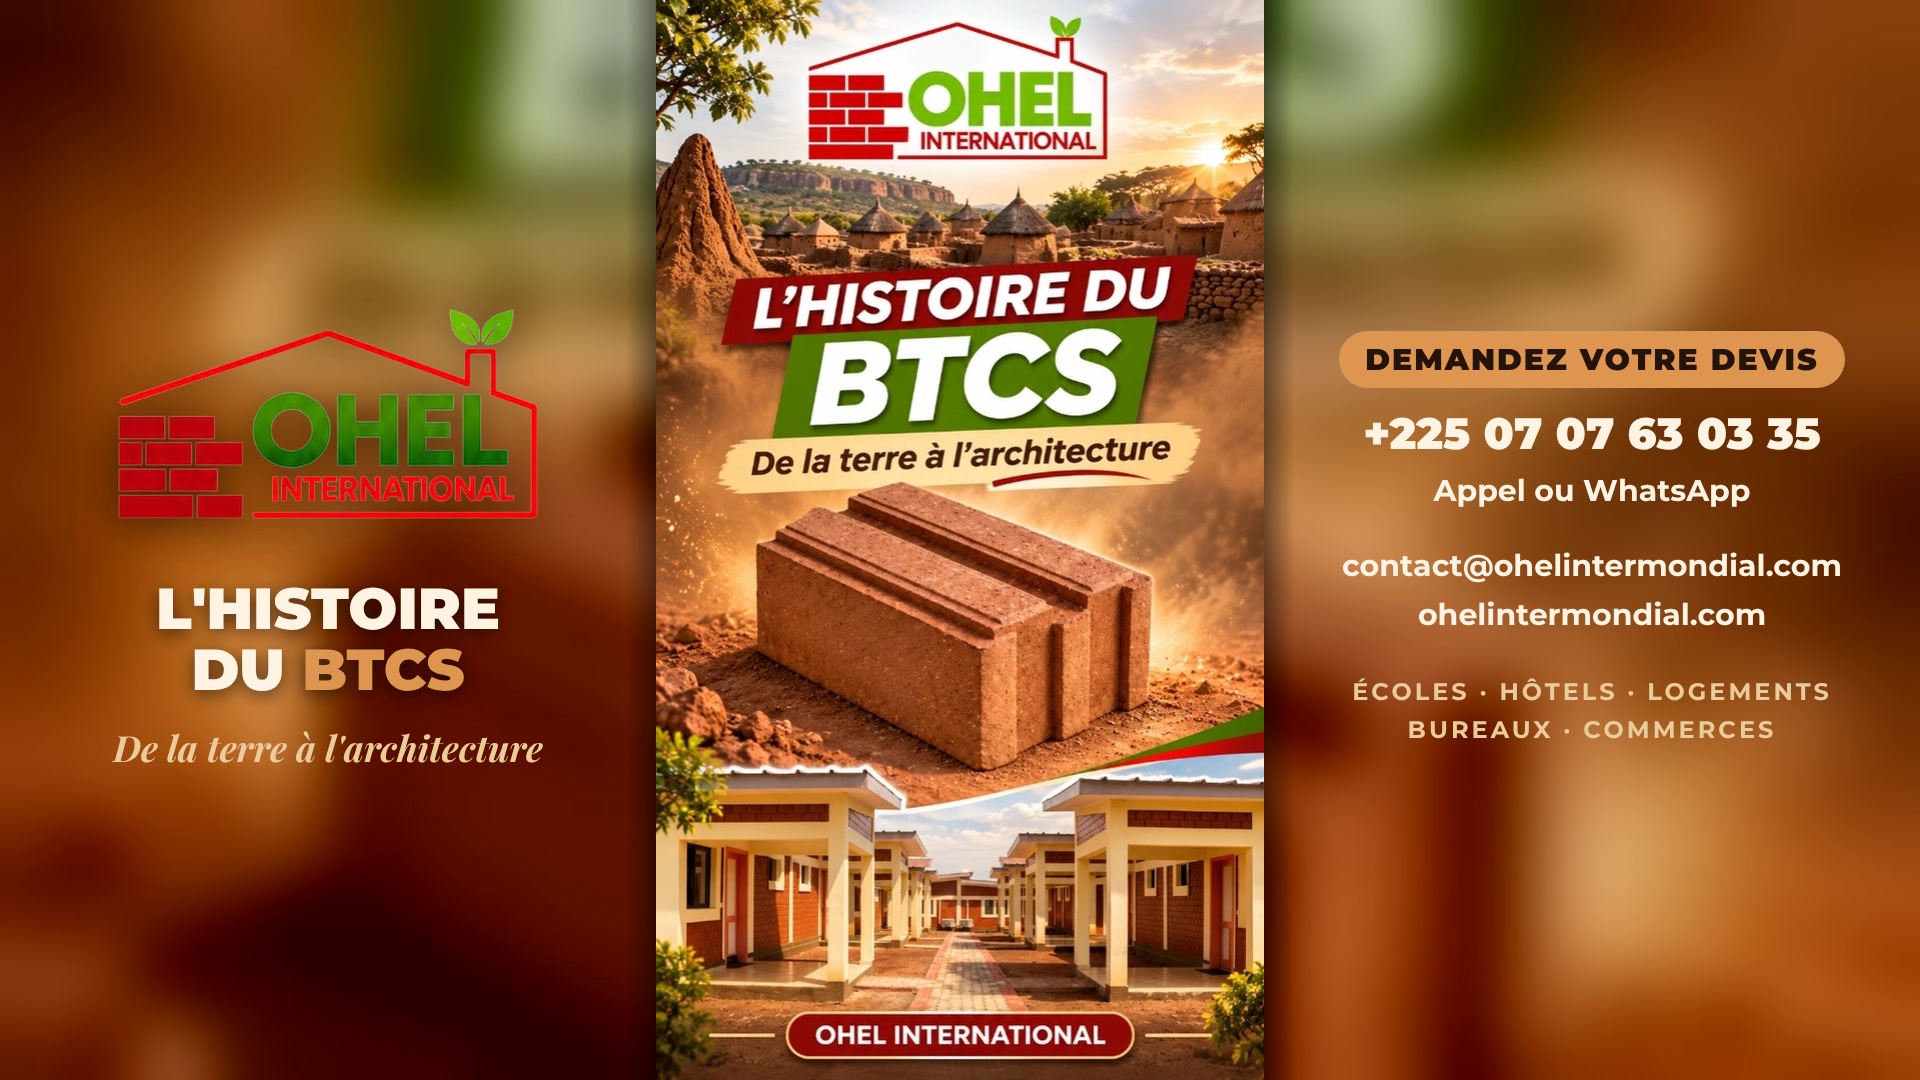 OHEL
INTERNATIONAL
L'HISTOIRE
DU BTCS
De la terre à l'architecture
OHEL
INTERNATIONAL
L'HISTOIRE DU
BTCS
De la terre à l'architecture
OHEL INTERNATIONAL
DEMANDEZ VOTRE DEVIS
+225 07 07 63 03 35
Appel ou WhatsApp
contact@ohelintermondial.com
ohelintermondial.com
ÉCOLES · HÔTELS · LOGEMENTS
BUREAUX · COMMERCES